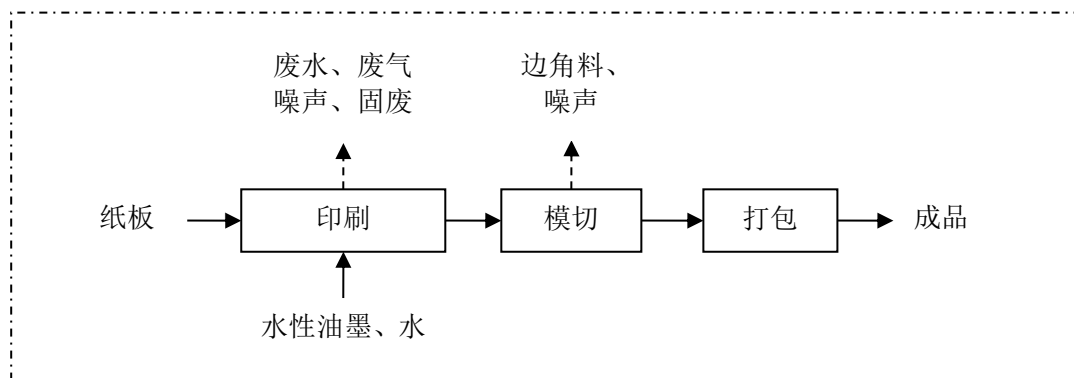 废水、废气
噪声、固废
边角料、
噪声
纸板
印刷
模切
打包
成品
水性油墨、水